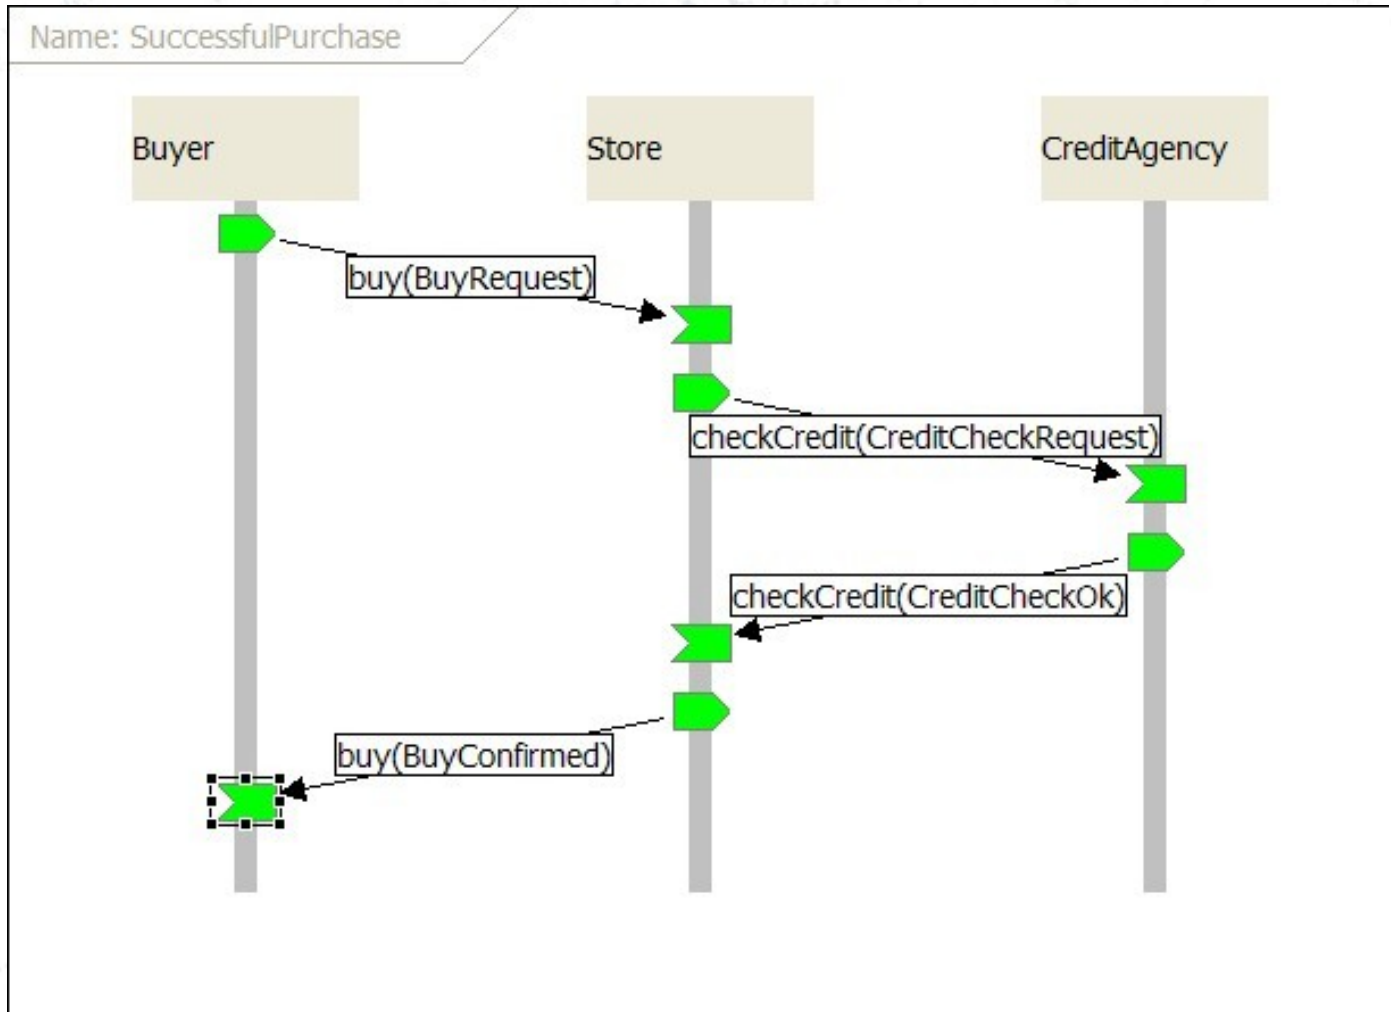 Name: SuccessfulPurchase
Buyer
Store
CreditAgency
buy(BuyRequest)
checkCredit(CreditCheckRequest)
checkCredit(CreditCheckOk)
buy(BuyConfirmed)